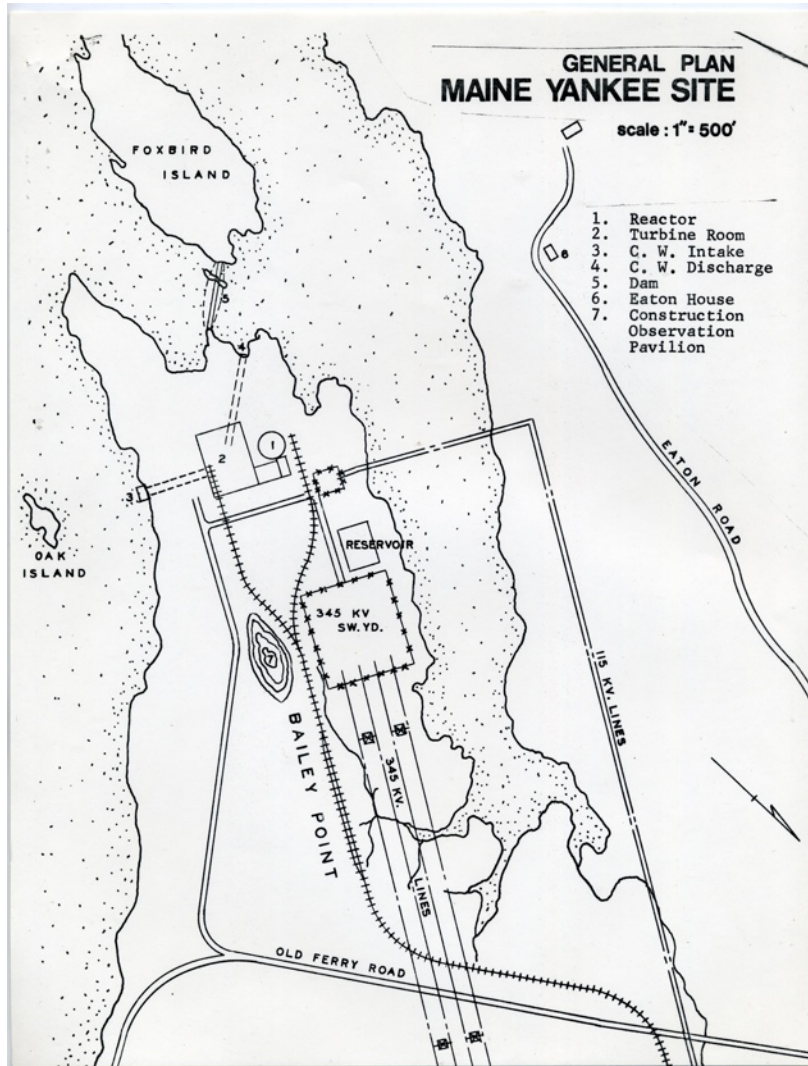 GENERAL PLAN
MAINE YANKEE SITE
scale : 1"= 500'
1. Reactor
2. Turbine Room
3. C. W. Intake
4. C. W. Discharge
5. Dam
6. Eaton House
7. Construction
Observation
Pavilion
FOXBIRD
ISLAND
6
5
4
1
2
3
OAK
ISLAND
EATON ROAD
RESERVOIR
345 KV
SW. YD.
7
115 KV. LINES
BAILEY POINT
345 KV.
LINES
OLD FERRY ROAD